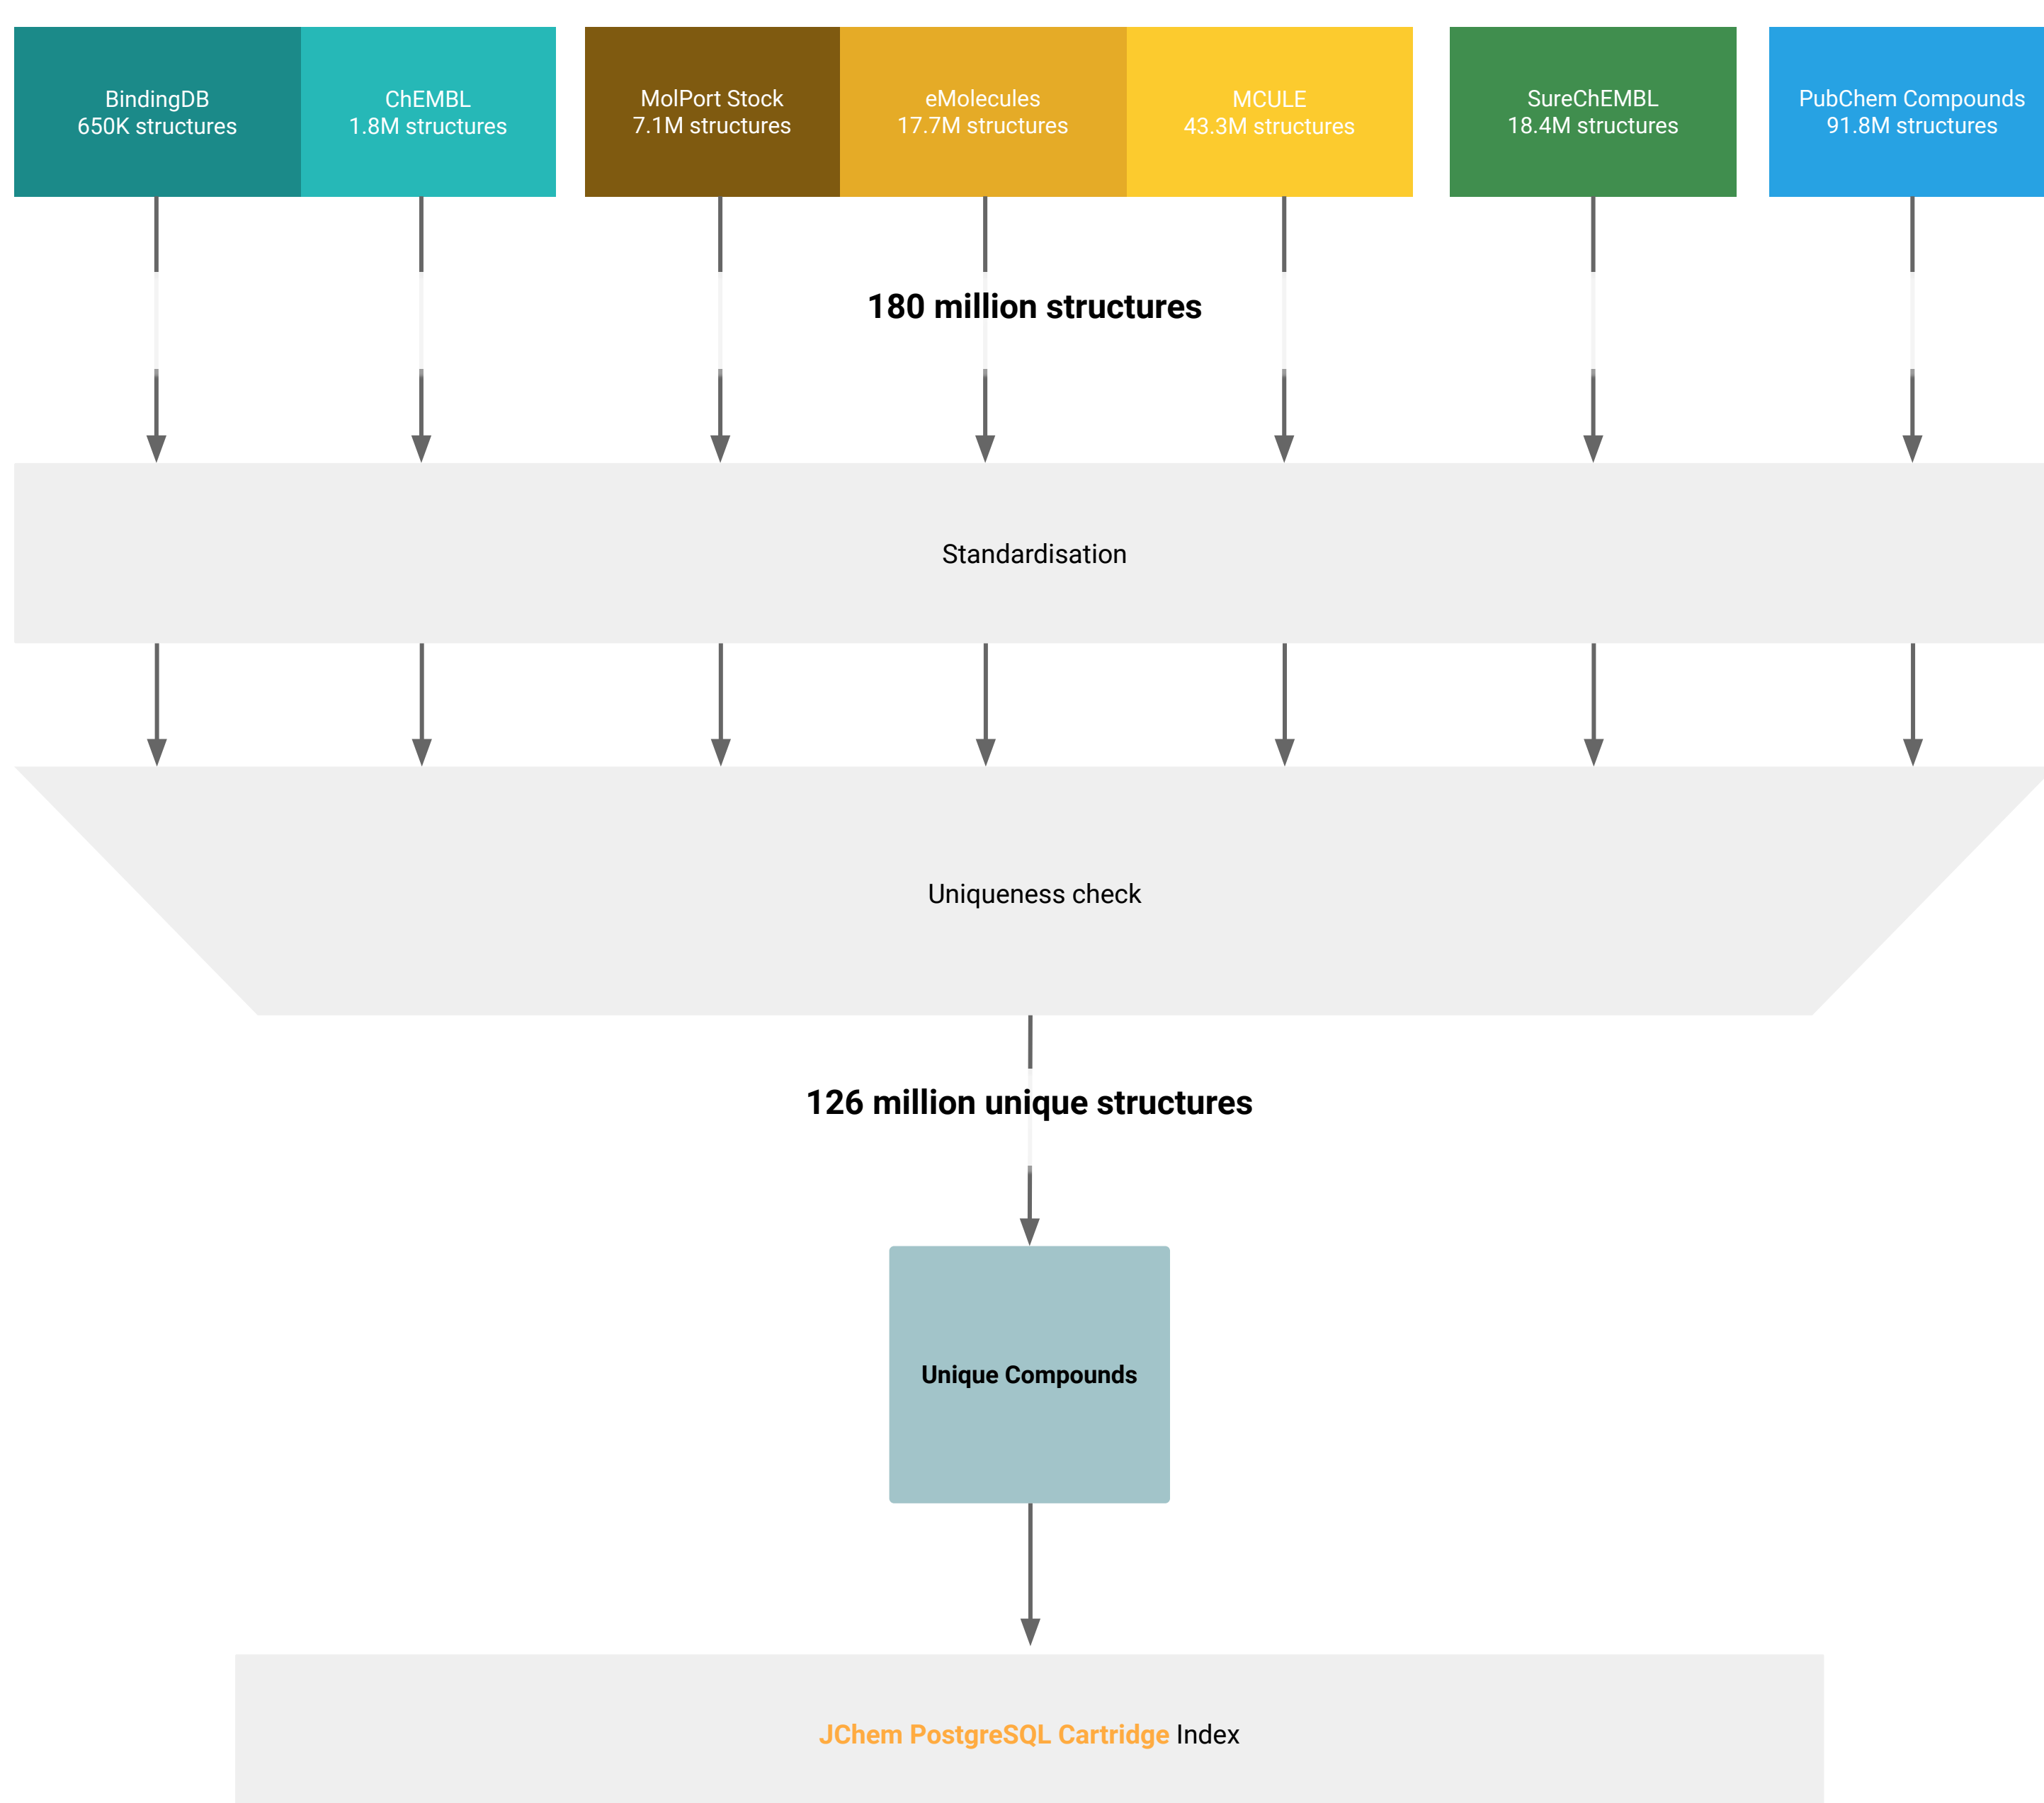 BindingDB
650K structures
ChEMBL
1.8M structures
MolPort Stock
7.1M structures
eMolecules
17.7M structures
MCULE
43.3M structures
SureChEMBL
18.4M structures
PubChem Compounds
91.8M structures
180 million structures
Standardisation
Uniqueness check
126 million unique structures
Unique Compounds
JChem PostgreSQL Cartridge Index